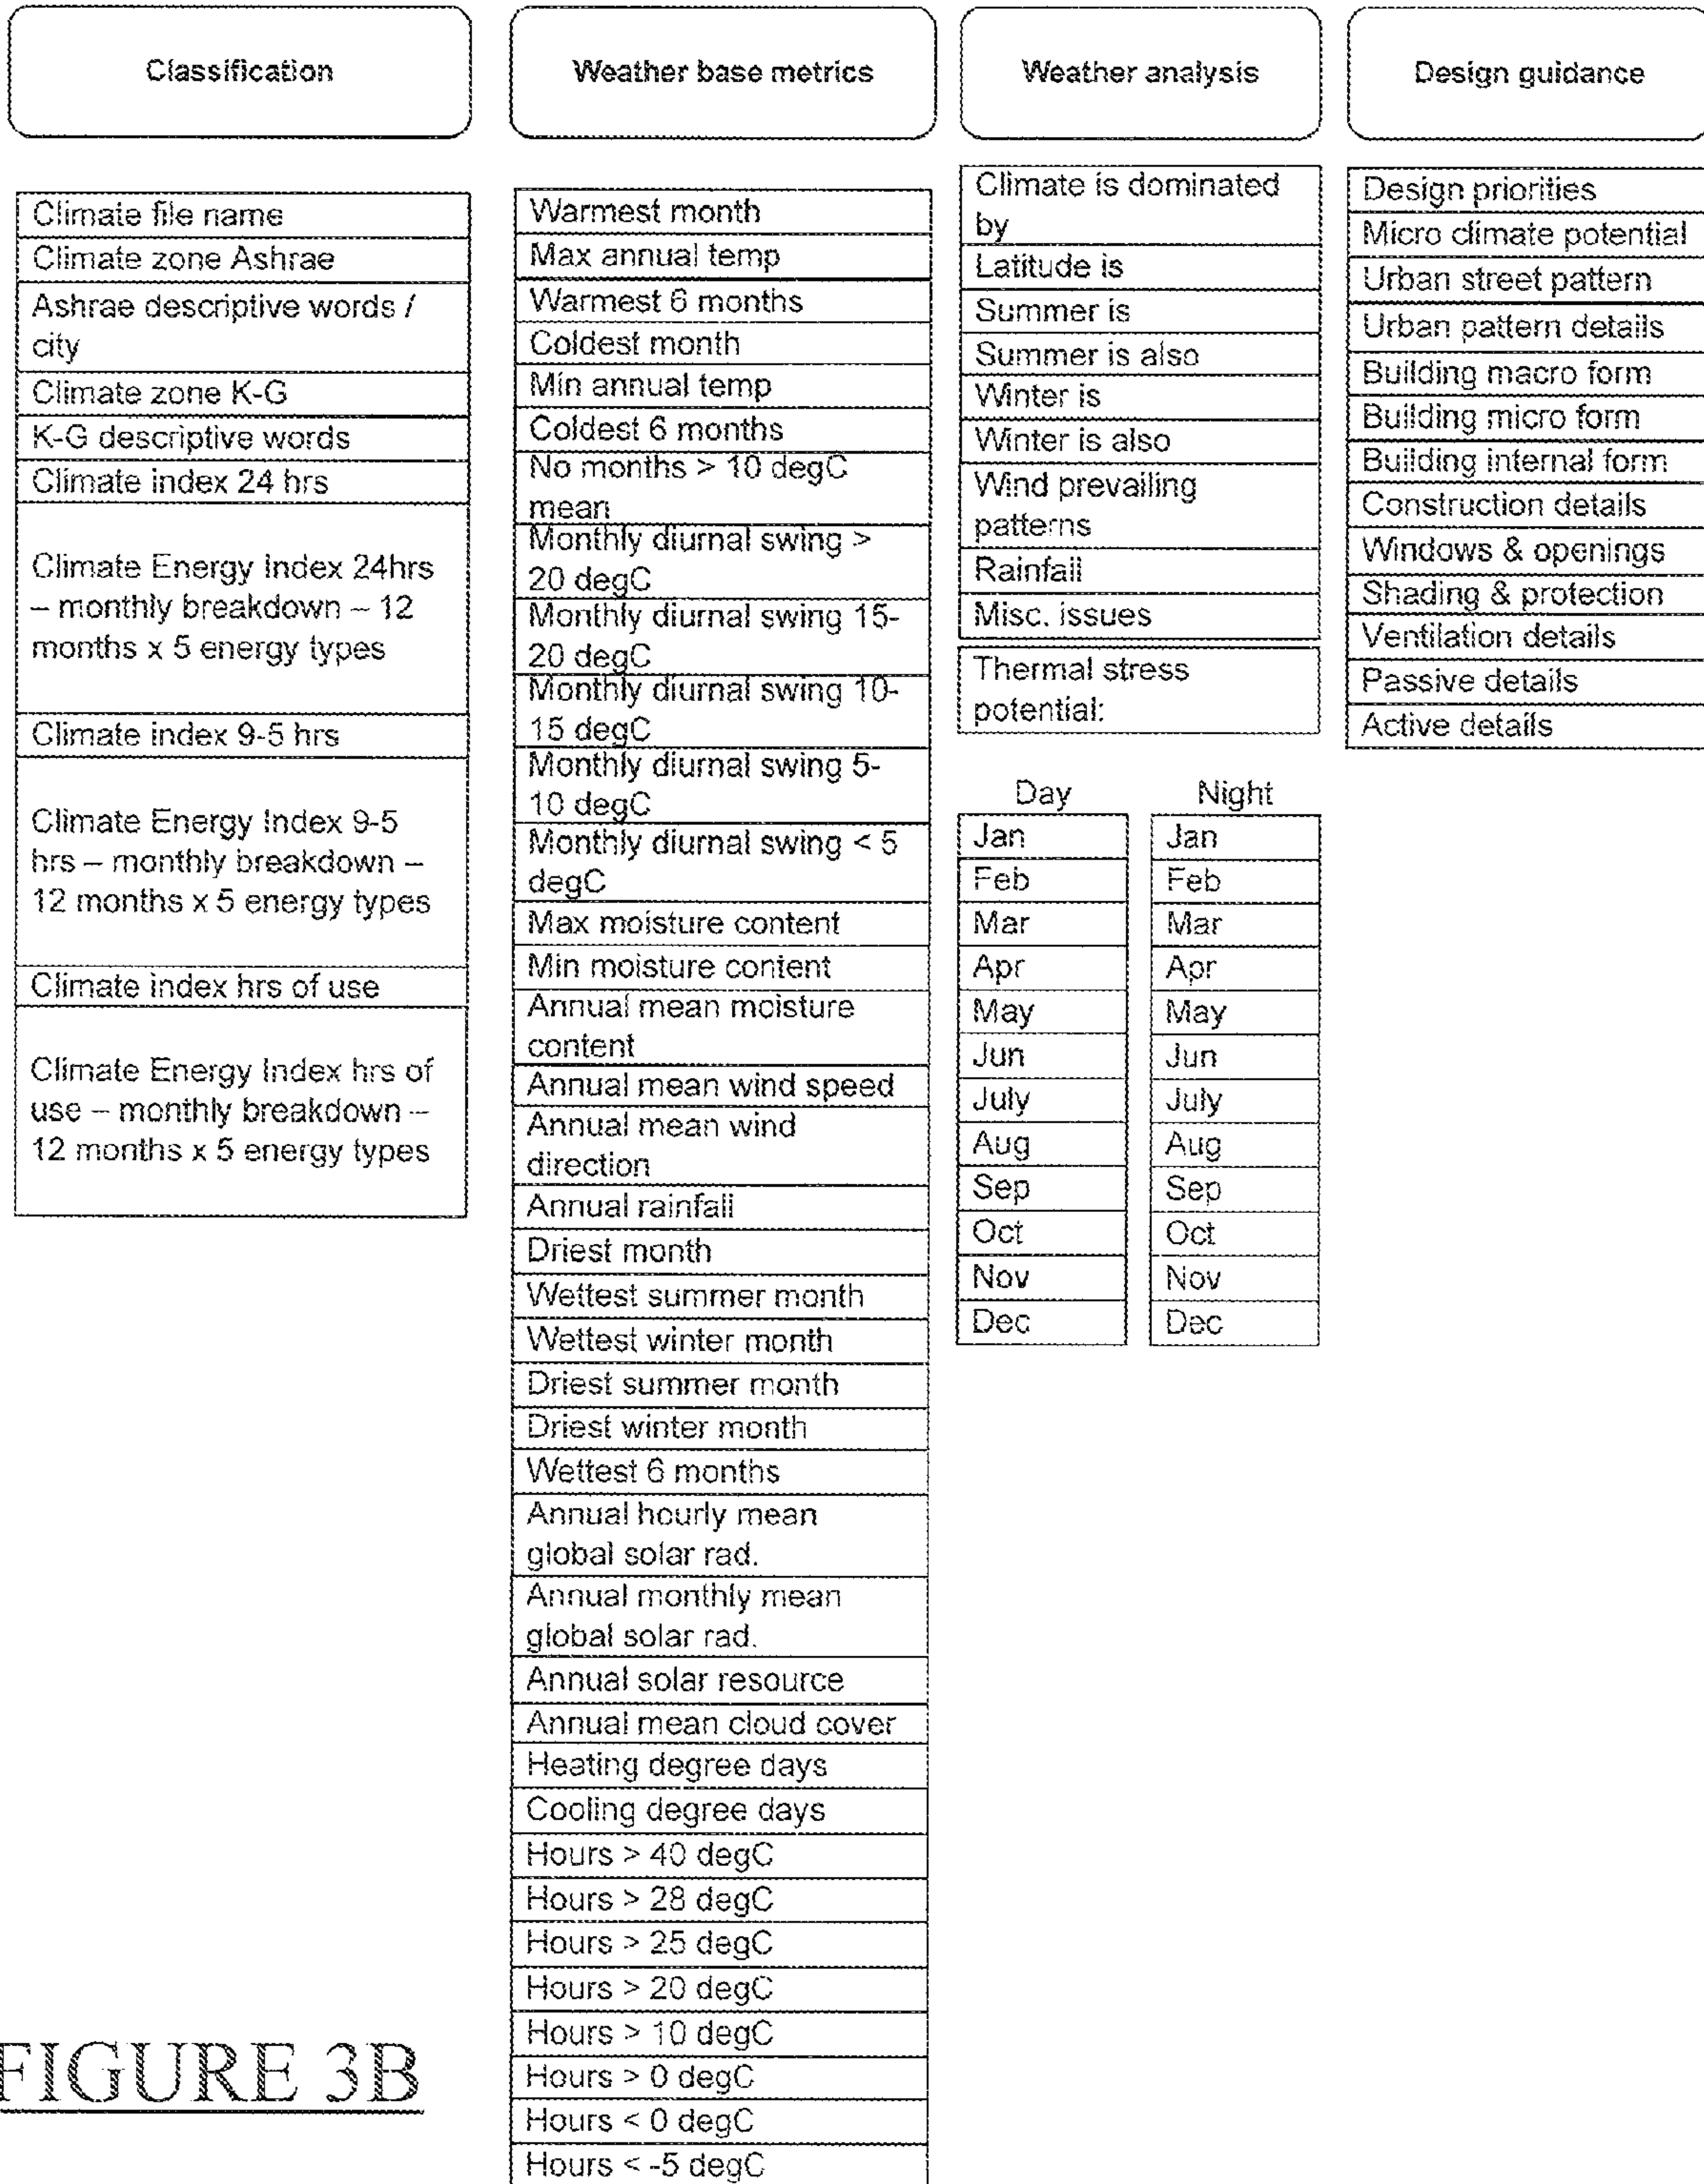 Classification
Weather base metrics
Weather analysis
Design guidance
Climate file name
Climate zone Ashrae
Ashrae descriptive words /
city
Climate zone K-G
K-G descriptive words
Climate index 24 hrs
Climate Energy Index 24hrs
– monthly breakdown – 12
months x 5 energy types
Climate index 9-5 hrs
Climate Energy Index 9-5
hrs – monthly breakdown –
12 months x 5 energy types
Climate index hrs of use
Climate Energy Index hrs of
use – monthly breakdown –
12 months x 5 energy types
Warmest month
Max annual temp
Warmest 6 months
Coldest month
Min annual temp
Coldest 6 months
No months > 10 degC
mean
Monthly diurnal swing >
20 degC
Monthly diurnal swing 15-
20 degC
Monthly diurnal swing 10-
15 degC
Monthly diurnal swing 5-
10 degC
Monthly diurnal swing < 5
degC
Max moisture content
Min moisture content
Annual mean moisture
content
Annual mean wind speed
Annual mean wind
direction
Annual rainfall
Driest month
Wettest summer month
Wettest winter month
Driest summer month
Driest winter month
Wettest 6 months
Annual hourly mean
global solar rad.
Annual monthly mean
global solar rad.
Annual solar resource
Annual mean cloud cover
Heating degree days
Cooling degree days
Hours > 40 degC
Hours > 28 degC
Hours > 25 degC
Hours > 20 degC
Hours > 10 degC
Hours > 0 degC
Hours < 0 degC
Hours < -5 degC
Climate is dominated
by
Latitude is
Summer is
Summer is also
Winter is
Winter is also
Wind prevailing
patterns
Rainfall
Misc. issues
Thermal stress
potential:
Day
Jan
Feb
Mar
Apr
May
Jun
July
Aug
Sep
Oct
Nov
Dec
Night
Jan
Feb
Mar
Apr
May
Jun
July
Aug
Sep
Oct
Nov
Dec
Design priorities
Micro climate potential
Urban street pattern
Urban pattern details
Building macro form
Building micro form
Building internal form
Construction details
Windows & openings
Shading & protection
Ventilation details
Passive details
Active details
FIGURE 3B